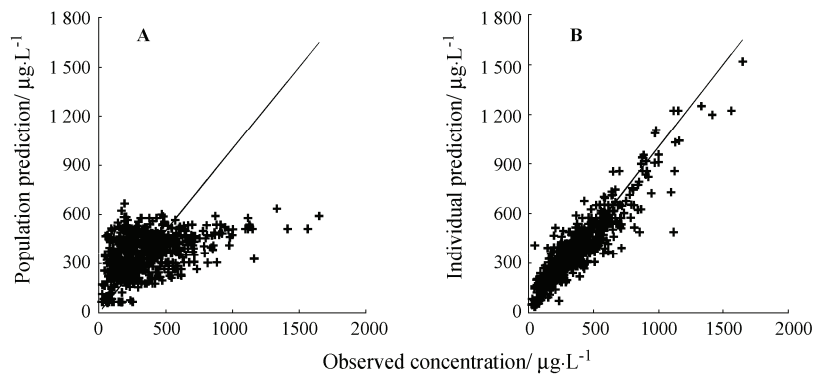 A
Population prediction/ µg·L-1
1 800
1 500
1 200
900
600
300
0
0 500 1000 1500 2000
B
Individual prediction/ µg·L-1
1 800
1 500
1 200
900
600
300
0
0 500 1000 1500 2000
Observed concentration/ µg·L-1